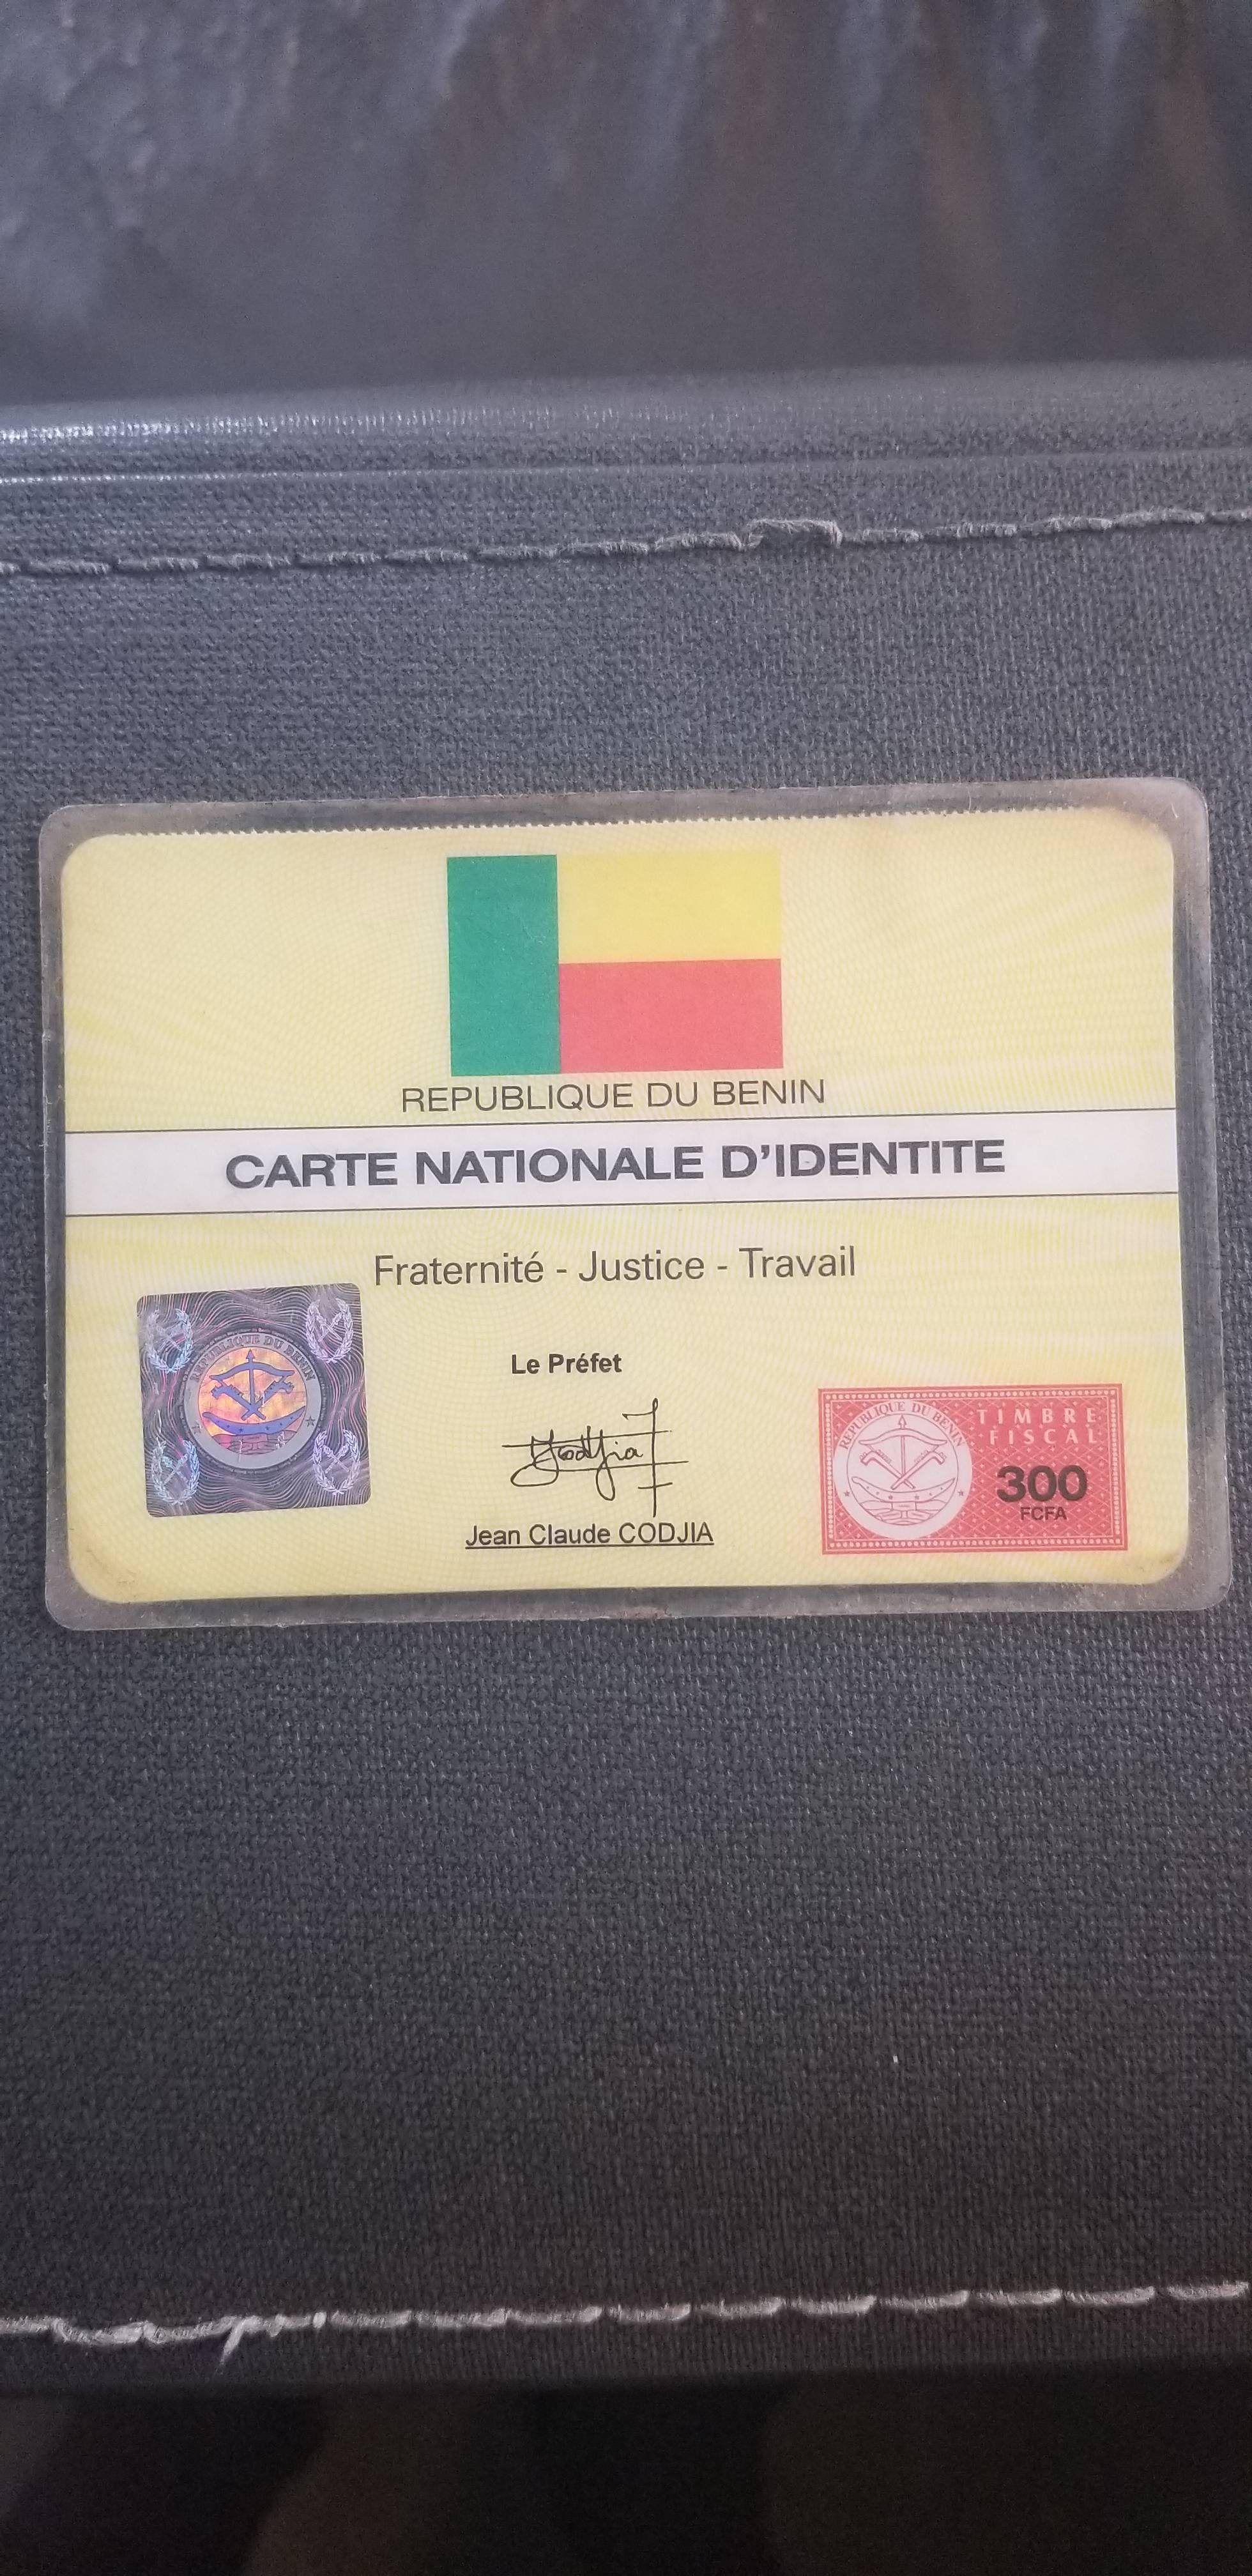 REPUBLIQUE DU BENIN
CARTE NATIONALE D'IDENTITE
Fraternité - Justice - Travail
REPUBLIQUE DU BENIN
Le Préfet
Codjia
Jean Claude CODJIA
REPUBLIQUE DU BENIN
TIMBRE
FISCAL
300
FCFA